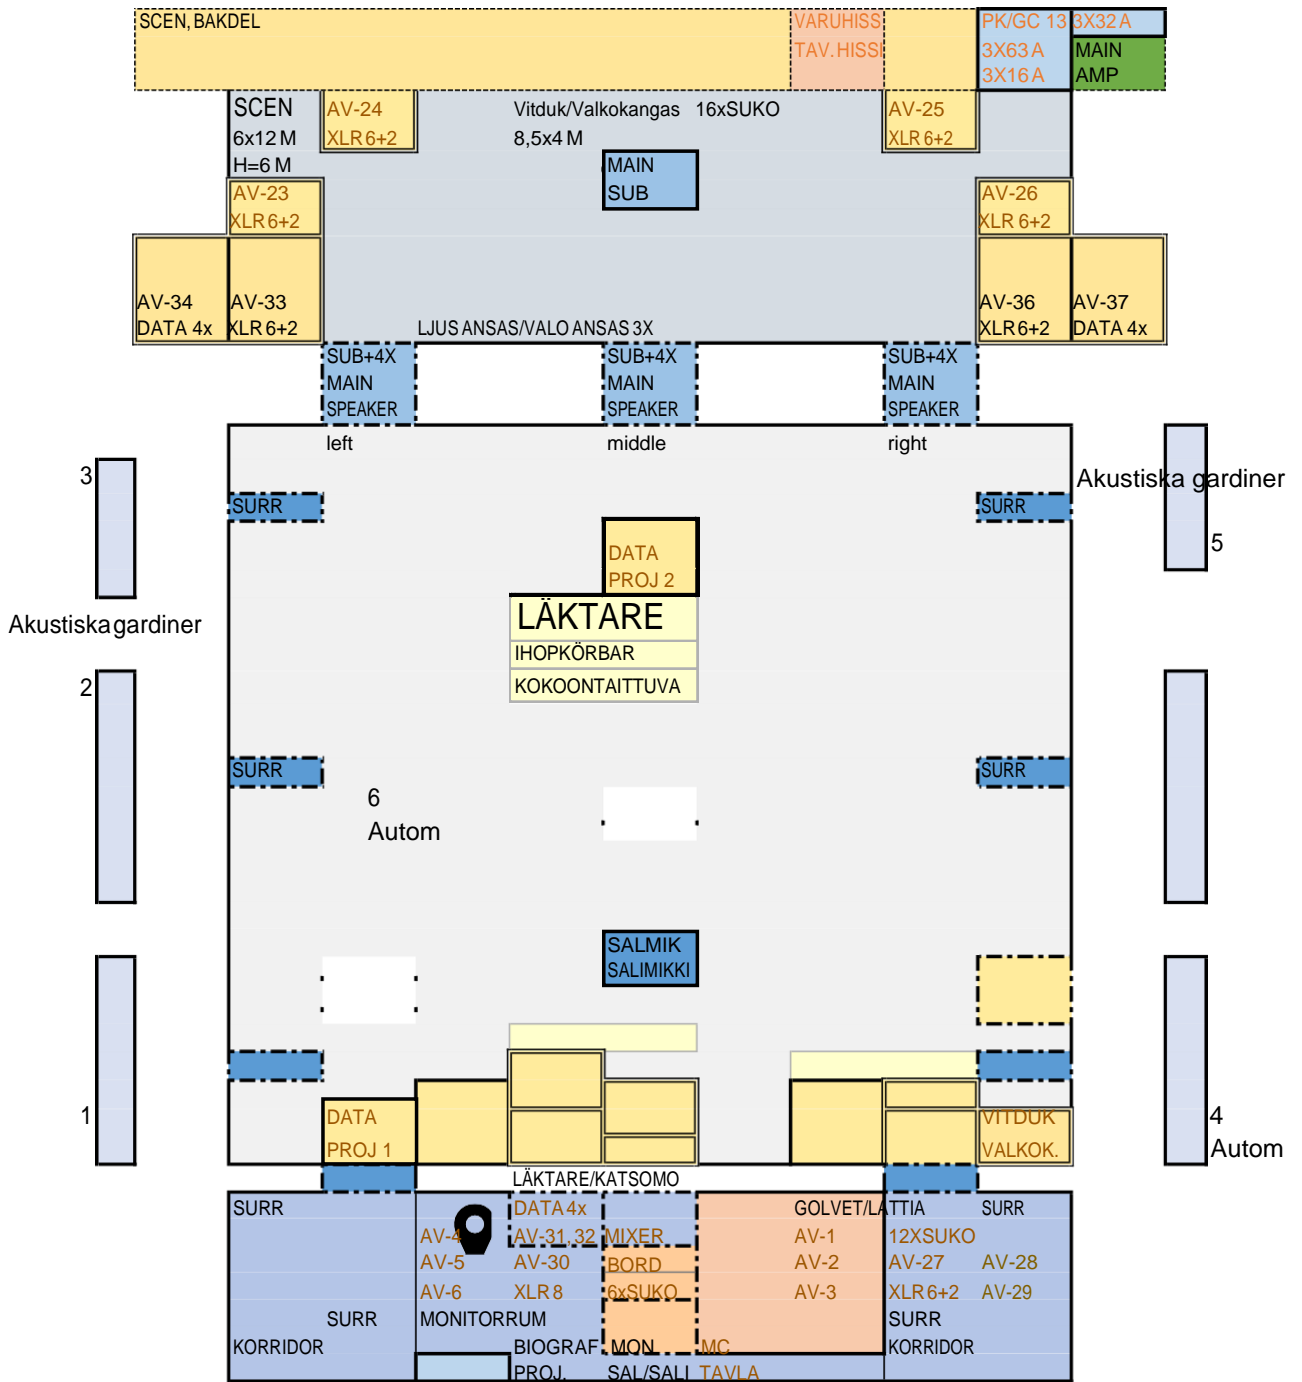 SCEN, BAKDEL
VARUHISS
TAV. HISSI
PK/GC 13
3X63 A
3X16 A
3X32 A
MAIN
AMP
SCEN
6x12 M
H=6 M
AV-24
XLR 6+2
Vitduk/Valkokangas 16xSUKO
8,5x4 M
AV-25
XLR 6+2
MAIN
SUB
AV-23
XLR 6+2
AV-26
XLR 6+2
AV-34
DATA 4x
AV-33
XLR 6+2
AV-36
XLR 6+2
AV-37
DATA 4x
LJUS ANSAS/VALO ANSAS 3X
SUB+4X
MAIN
SPEAKER
SUB+4X
MAIN
SPEAKER
SUB+4X
MAIN
SPEAKER
left
middle
right
3
Akustiska gardiner
5
SURR
SURR
DATA
PROJ 2
LÄKTARE
IHOPKÖRBAR
KOKOONTAITTUVA
Akustiska gardiner
2
SURR
SURR
6
Autom
SALMIK
SALIMIKKI
1
DATA
PROJ 1
VITDUK
VALKOK.
4
Autom
LÄKTARE/KATSOMO
SURR
DATA 4x
GOLVET/LATTIA
SURR
AV-4
AV-31, 32
MIXER
AV-1
12XSUKO
AV-5
AV-30
BORD
AV-2
AV-27
AV-28
AV-6
XLR 8
6xSUKO
AV-3
XLR 6+2
AV-29
SURR
MONITORRUM
SURR
KORRIDOR
BIOGRAF
MON
MC
KORRIDOR
PROJ.
SAL/SALI
TAVLA